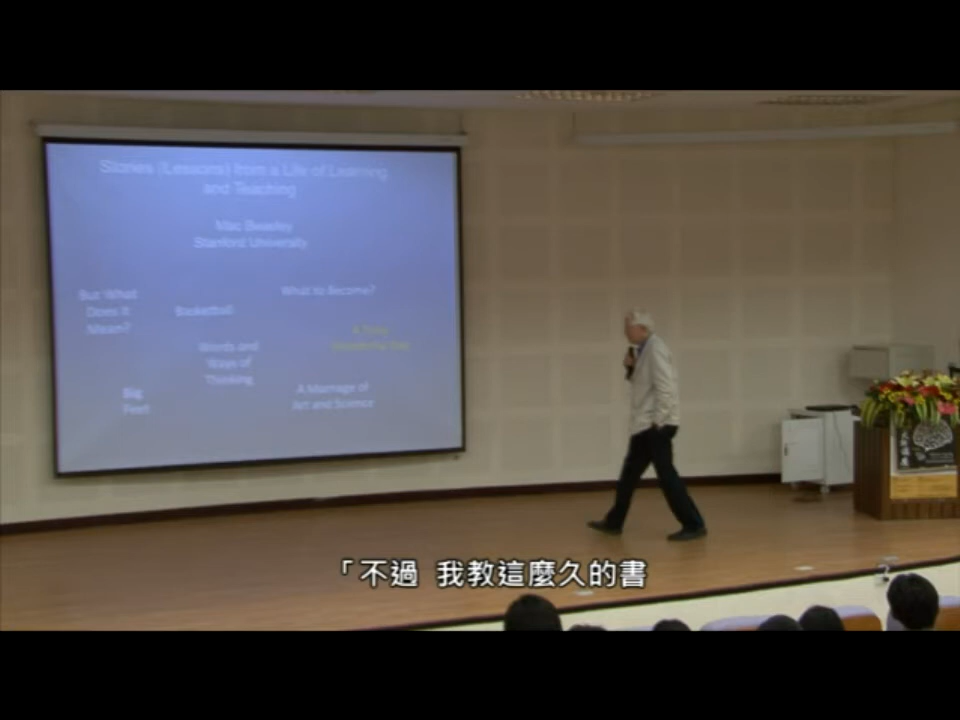 Stories (Lessons) from a Life of Learning
and Teaching
Mac Beasley
Stanford University
But What
Does It
Mean?
Basketball
What to Become?
Words and
Ways of
Thinking
Big
Feet
A Marriage of
Art and Science
「不過 我教這麼久的書